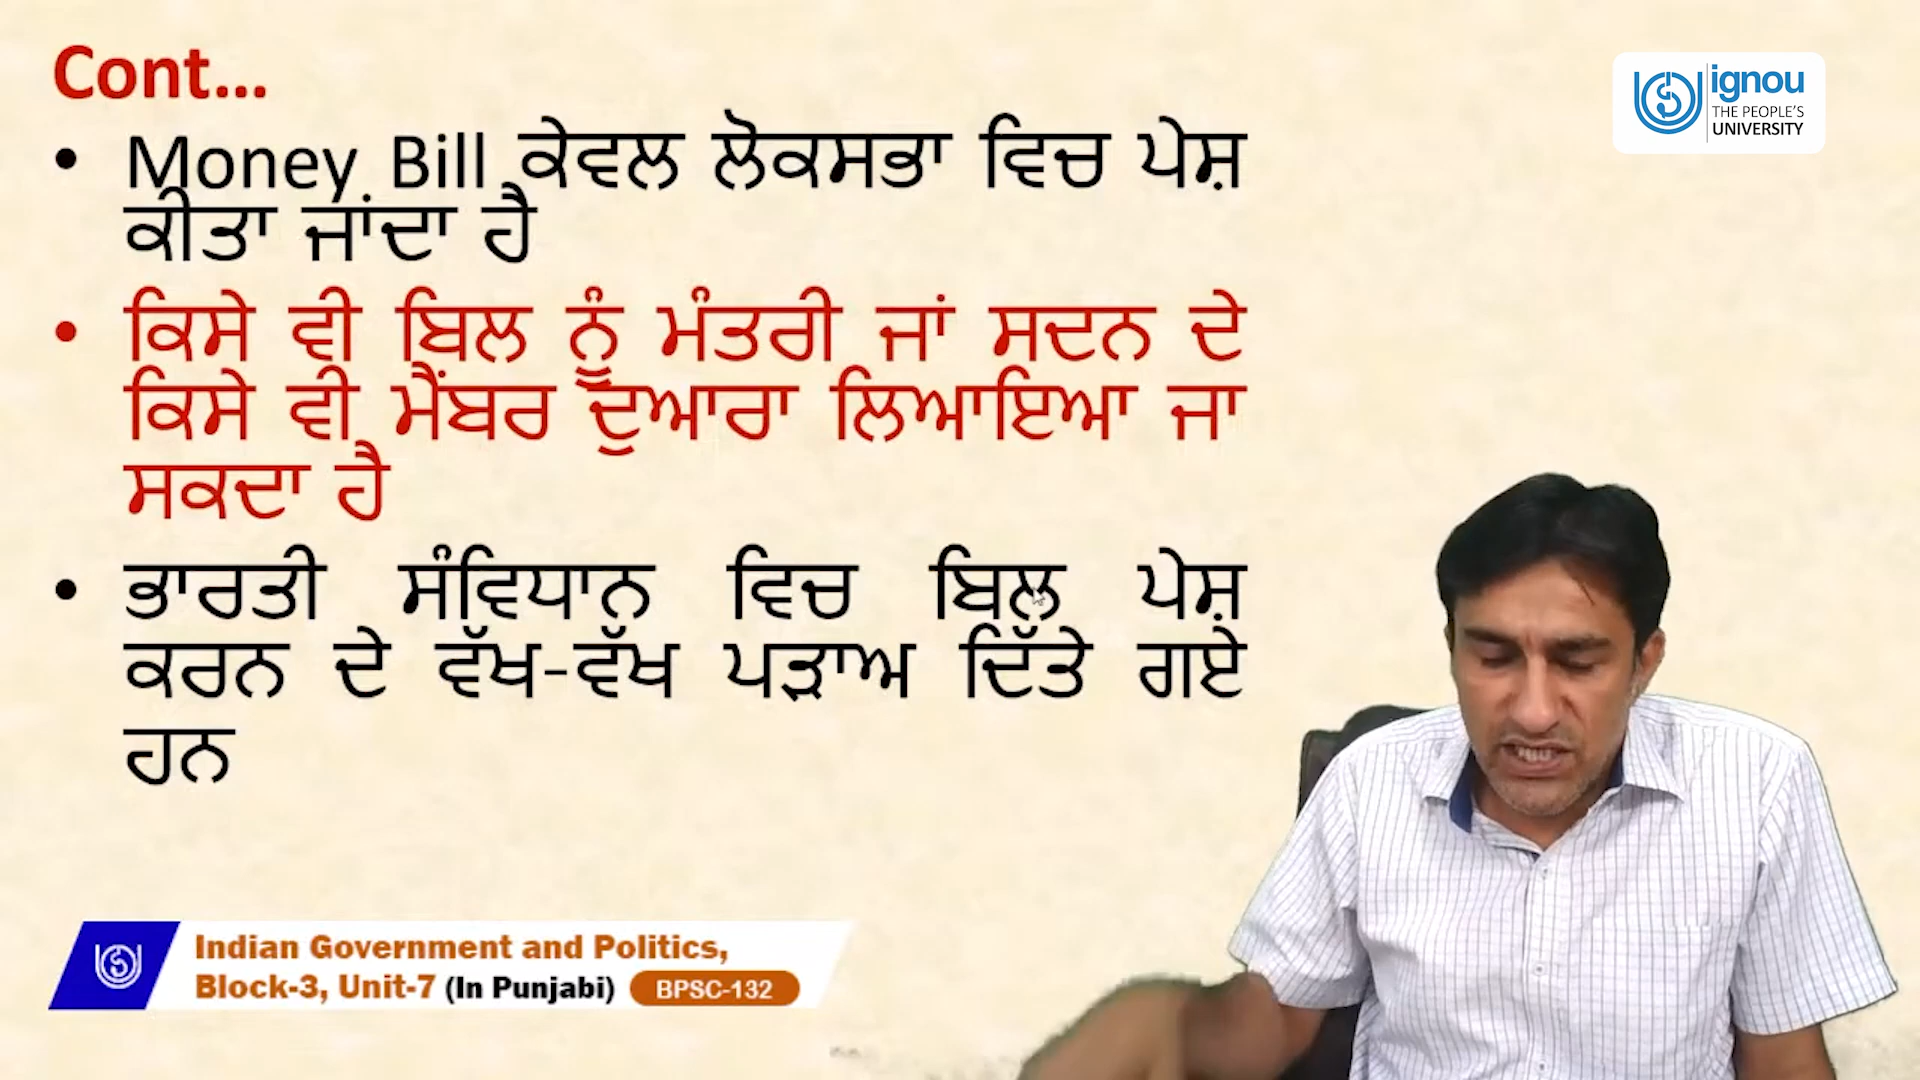 Cont...
• Money Bill ਕੇਵਲ ਲੋਕਸਭਾ ਵਿਚ ਪੇਸ਼
ਕੀਤਾ ਜਾਂਦਾ ਹੈ
• ਕਿਸੇ ਵੀ ਬਿਲ ਨੂੰ ਮੰਤਰੀ ਜਾਂ ਸਦਨ ਦੇ
ਕਿਸੇ ਵੀ ਮੈਂਬਰ ਦੁਆਰਾ ਲਿਆਇਆ ਜਾ
ਸਕਦਾ ਹੈ
• ਭਾਰਤੀ ਸੰਵਿਧਾਨ ਵਿਚ ਬਿਲ ਪੇਸ਼
ਕਰਨ ਦੇ ਵੱਖ-ਵੱਖ ਪੜਾਅ ਦਿੱਤੇ ਗਏ
ਹਨ
ignou
THE PEOPLE'S
UNIVERSITY
Indian Government and Politics,
Block-3, Unit-7 (In Punjabi) BPSC-132